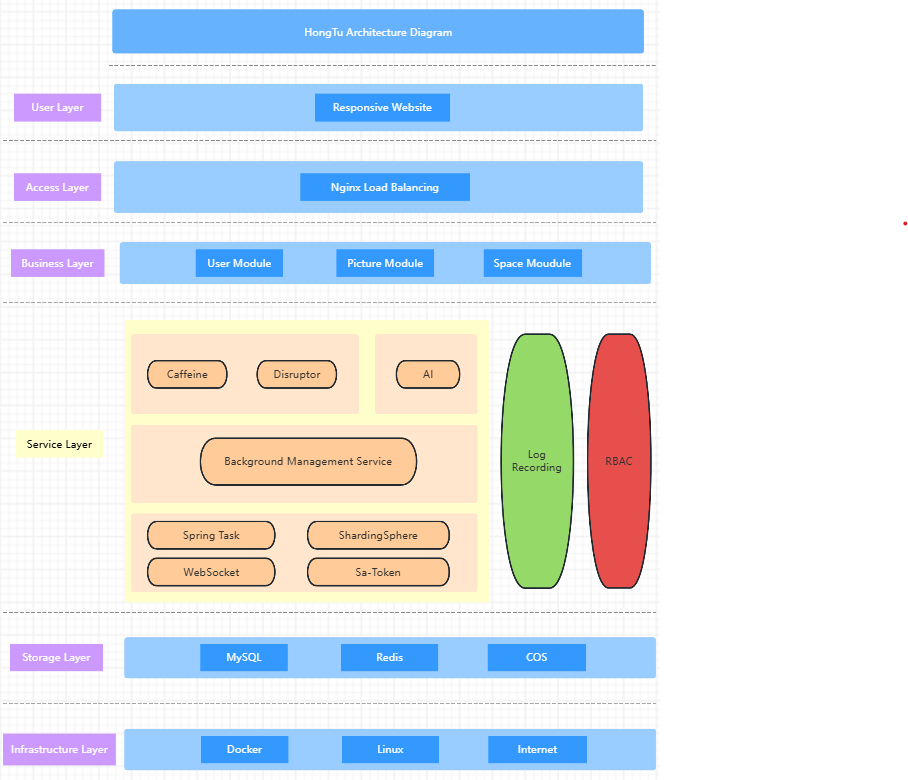 HongTu Architecture Diagram
User Layer
Responsive Website
Access Layer
Nginx Load Balancing
Business Layer
User Module
Picture Module
Space Moudule
Service Layer
Caffeine
Disruptor
AI
Background Management Service
Spring Task
ShardingSphere
WebSocket
Sa-Token
Log
Recording
RBAC
Storage Layer
MySQL
Redis
COS
Infrastructure Layer
Docker
Linux
Internet